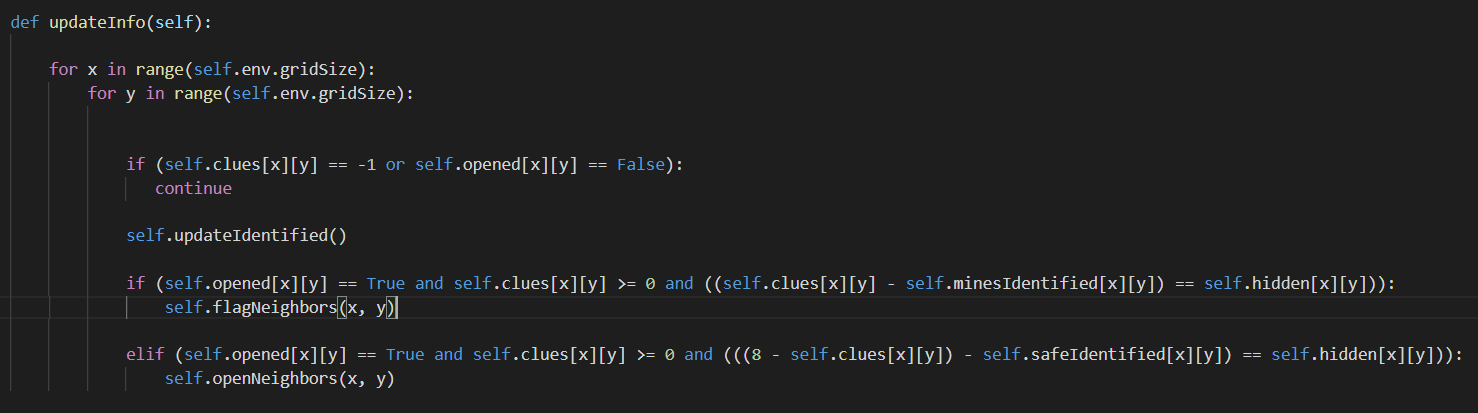 def updateInfo(self):
for x in range(self.env.gridSize):
for y in range(self.env.gridSize):
if (self.clues[x][y] == -1 or self.opened[x][y] == False):
continue
self.updateIdentified()
if (self.opened[x][y] == True and self.clues[x][y] >= 0 and ((self.clues[x][y] - self.minesIdentified[x][y]) == self.hidden[x][y])):
self.flagNeighbors(x, y)
elif (self.opened[x][y] == True and self.clues[x][y] >= 0 and (((8 - self.clues[x][y]) - self.safeIdentified[x][y]) == self.hidden[x][y])):
self.openNeighbors(x, y)